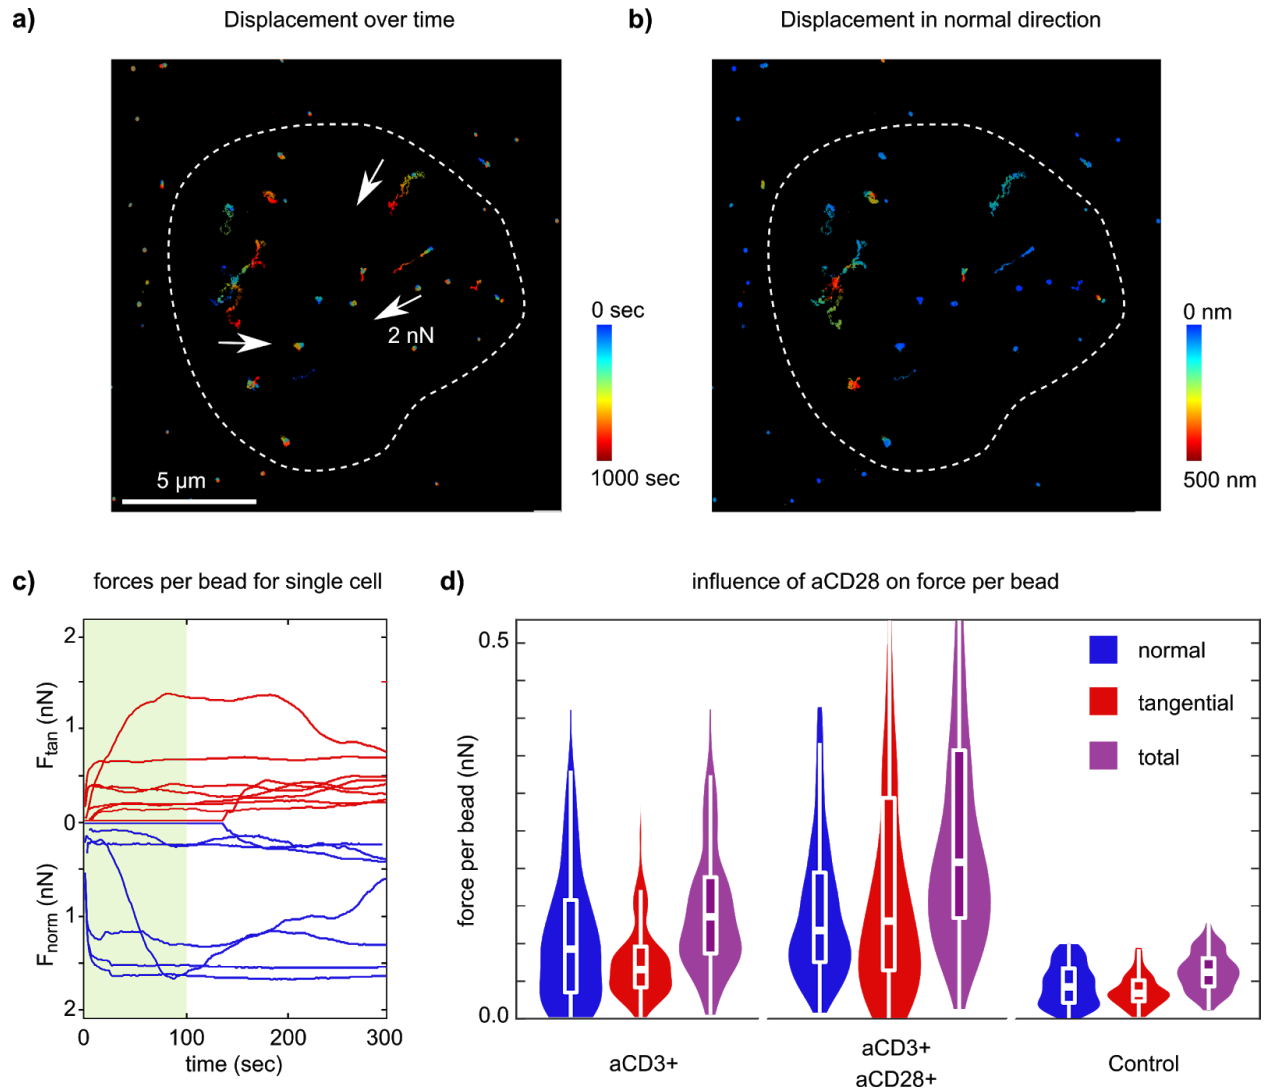 a)
Displacement over time
b)
Displacement in normal direction
2 nN
5 µm
0 sec
1000 sec
0 nm
500 nm
c)
forces per bead for single cell
d)
influence of aCD28 on force per bead
2
1
0
1
2
F_tan (nN)
F_norm (nN)
0
100
200
300
time (sec)
0.5
0.0
force per bead (nN)
normal
tangential
total
aCD3+
aCD3+
aCD28+
Control